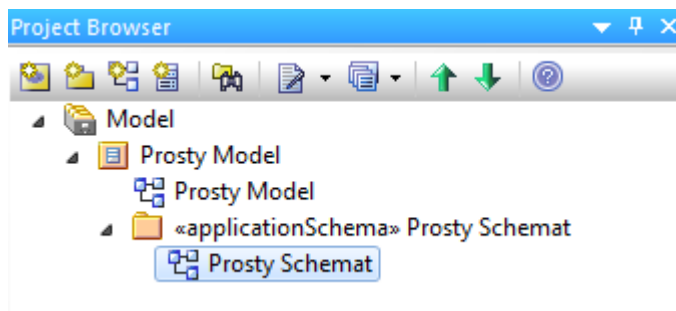 Project Browser
Model
Prosty Model
Prosty Model
«applicationSchema» Prosty Schemat
Prosty Schemat